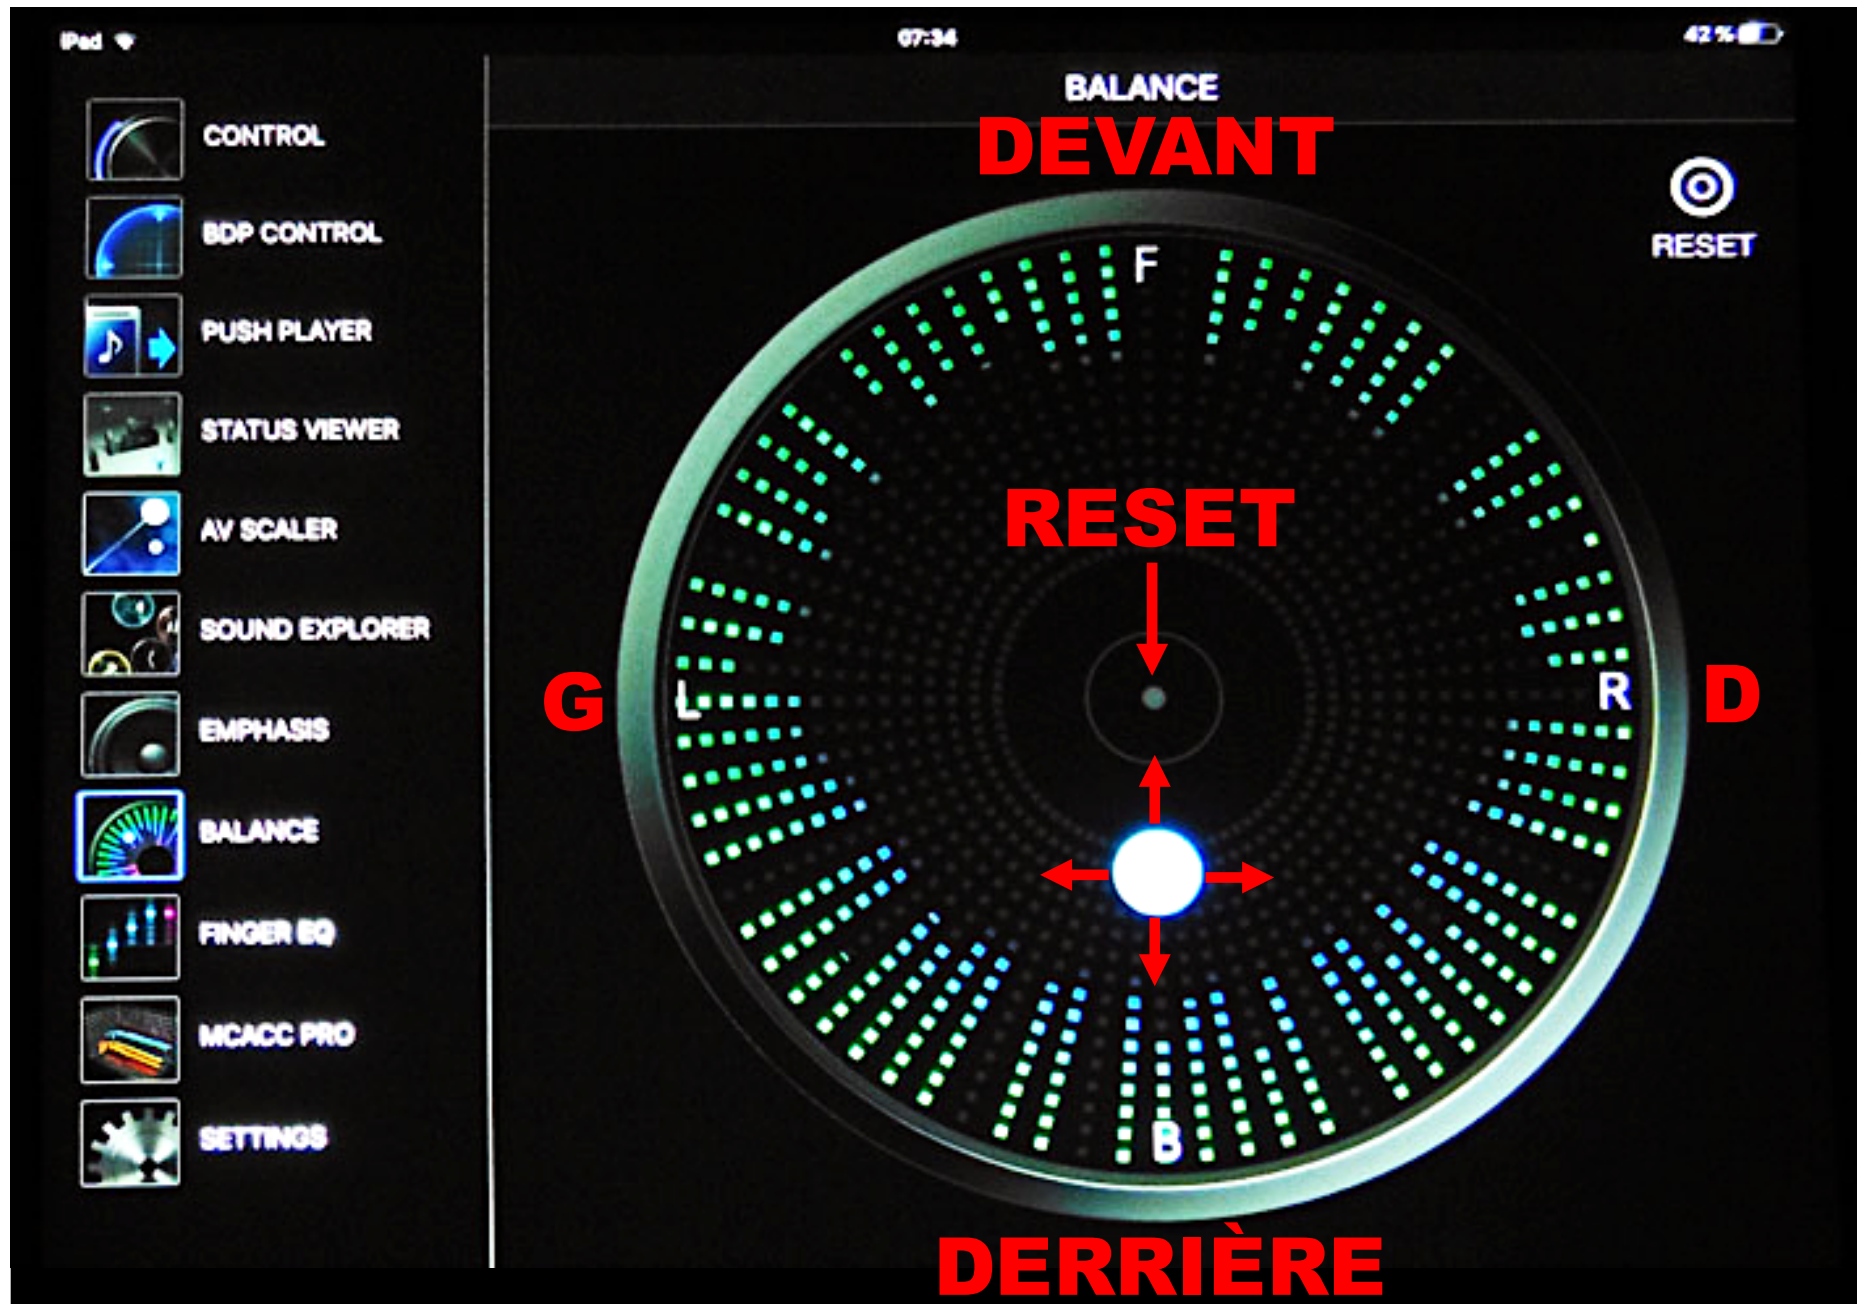 iPad
07:34
42 %
BALANCE
CONTROL
BDP CONTROL
PUSH PLAYER
STATUS VIEWER
AV SCALER
SOUND EXPLORER
EMPHASIS
BALANCE
FINGER EQ
MCACC PRO
SETTINGS
DEVANT
RESET
F
RESET
G
L
R
D
B
DERRIÈRE